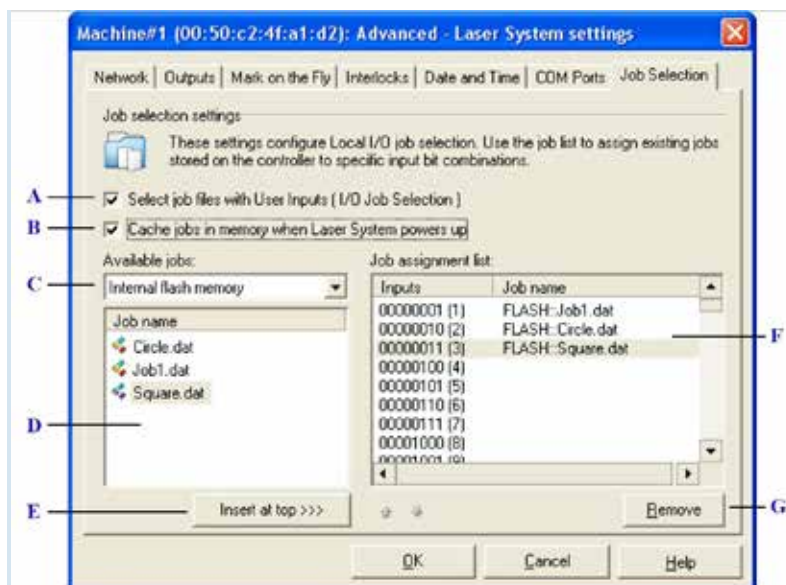 Machine#1 (00:50:c2:4f:a1:d2): Advanced - Laser System settings
Network Outputs Mark on the Fly Interlocks Date and Time COM Ports Job Selection
Job selection settings
These settings configure Local I/O job selection. Use the job list to assign existing jobs
stored on the controller to specific input bit combinations.
A Select job files with User Inputs ( I/O Job Selection )
B Cache jobs in memory when Laser System powers up
Available jobs: Job assignment list:
C Internal flash memory Inputs Job name
00000001 (1) FLASH::Job1.dat
Job name 00000010 (2) FLASH::Circle.dat F
Circle.dat 00000011 (3) FLASH::Square.dat
Job1.dat 00000100 (4)
Square.dat 00000101 (5)
00000110 (6)
D 00000111 (7)
00001000 (8)
00001001 (9)
E Insert at top >>> Remove G
OK Cancel Help